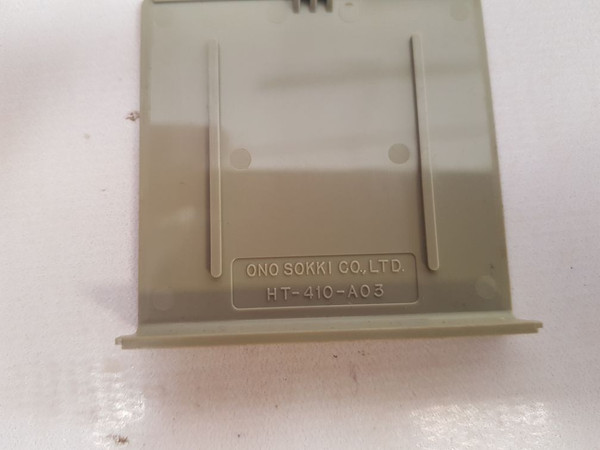 ONO SOKKI CO., LTD.
HT-410-A03